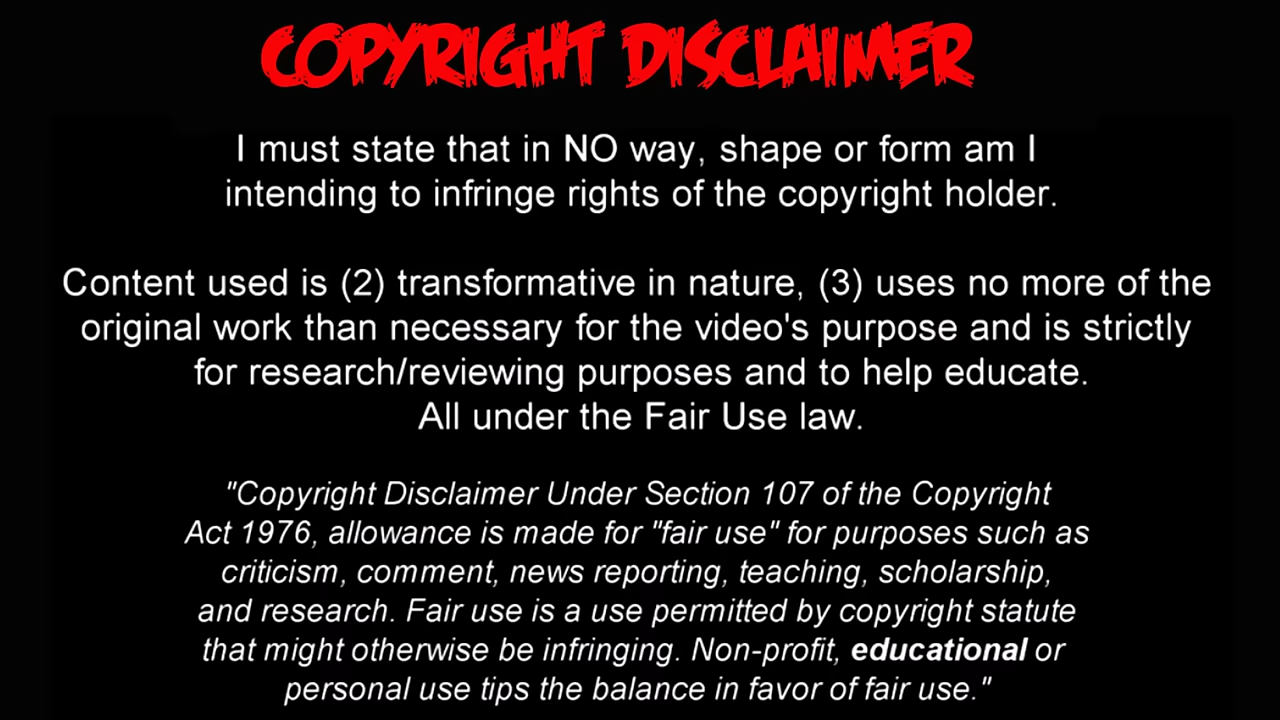 COPYRIGHT DISCLAIMER
I must state that in NO way, shape or form am I
intending to infringe rights of the copyright holder.
Content used is (2) transformative in nature, (3) uses no more of the
original work than necessary for the video's purpose and is strictly
for research/reviewing purposes and to help educate.
All under the Fair Use law.
"Copyright Disclaimer Under Section 107 of the Copyright
Act 1976, allowance is made for "fair use" for purposes such as
criticism, comment, news reporting, teaching, scholarship,
and research. Fair use is a use permitted by copyright statute
that might otherwise be infringing. Non-profit, educational or
personal use tips the balance in favor of fair use."